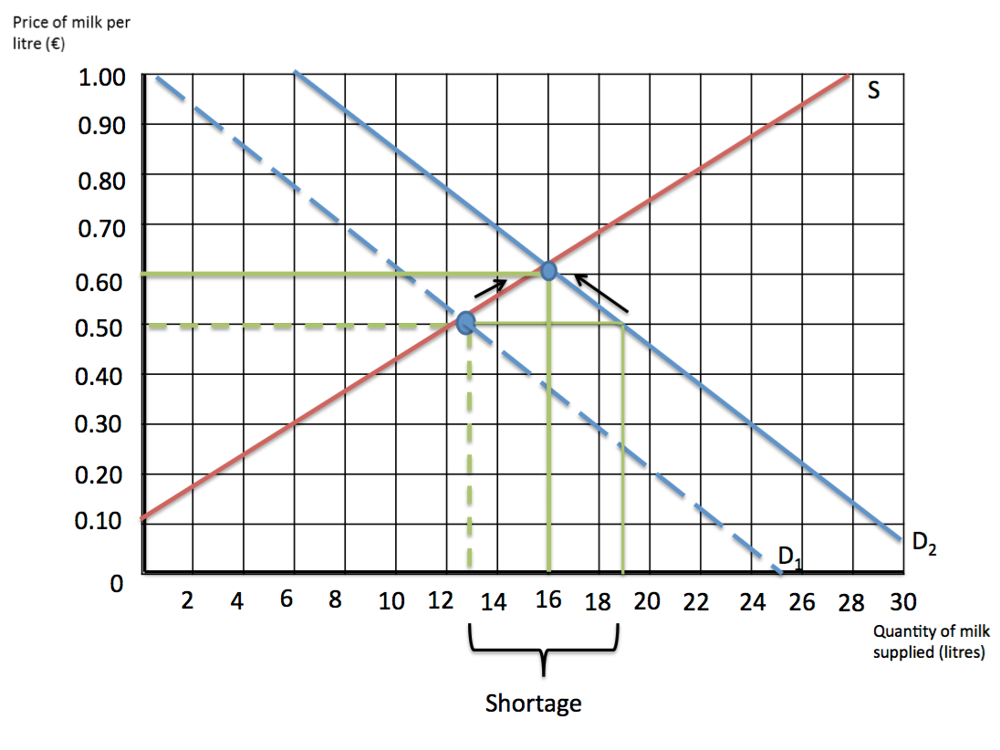 Price of milk per
litre (€)
1.00
S
0.90
0.80
0.70
0.60
0.50
0.40
0.30
0.20
0.10
D₂
D₁
0
2 4 6 8 10 12 14 16 18 20 22 24 26 28 30
Quantity of milk
supplied (litres)
Shortage